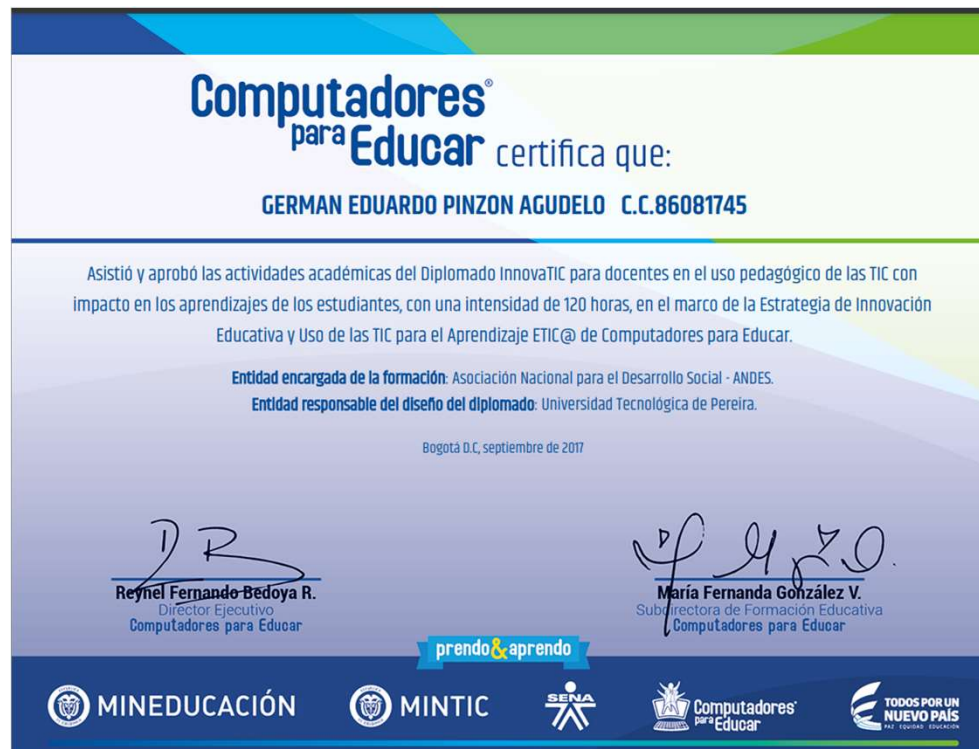 Computadores®
para Educar certifica que:
GERMAN EDUARDO PINZON AGUDELO C.C.86081745
Asistió y aprobó las actividades académicas del Diplomado InnovaTIC para docentes en el uso pedagógico de las TIC con
impacto en los aprendizajes de los estudiantes, con una intensidad de 120 horas, en el marco de la Estrategia de Innovación
Educativa y Uso de las TIC para el Aprendizaje ETIC@ de Computadores para Educar.
Entidad encargada de la formación: Asociación Nacional para el Desarrollo Social - ANDES.
Entidad responsable del diseño del diplomado: Universidad Tecnológica de Pereira.
Bogotá D.C, septiembre de 2017
Reynel Fernando Bedoya R.
Director Ejecutivo
Computadores para Educar
María Fernanda González V.
Subdirectora de Formación Educativa
Computadores para Educar
prendo&aprendo
MINEDUCACIÓN
MINTIC
SENA
Computadores
para Educar
TODOS POR UN
NUEVO PAÍS
PAZ EQUIDAD EDUCACIÓN